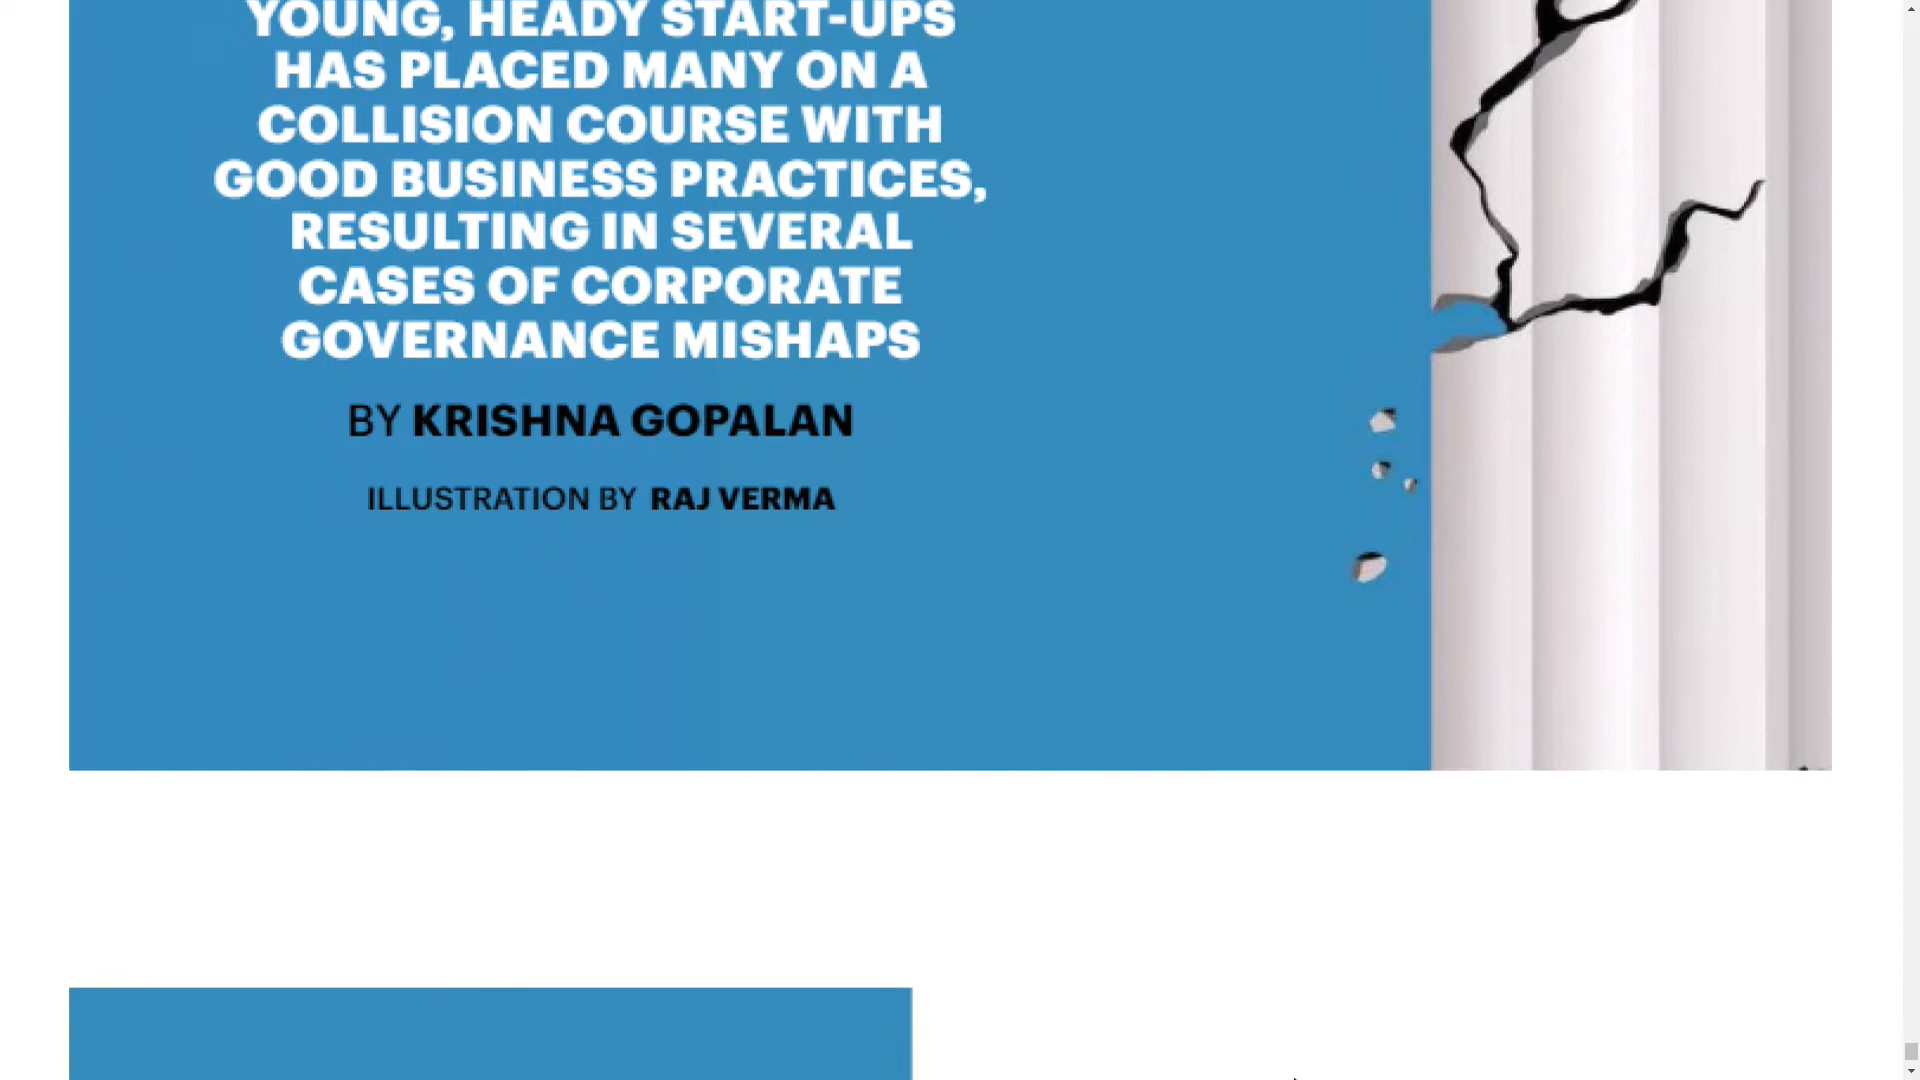 YOUNG, HEADY START-UPS
HAS PLACED MANY ON A
COLLISION COURSE WITH
GOOD BUSINESS PRACTICES,
RESULTING IN SEVERAL
CASES OF CORPORATE
GOVERNANCE MISHAPS
BY KRISHNA GOPALAN
ILLUSTRATION BY RAJ VERMA